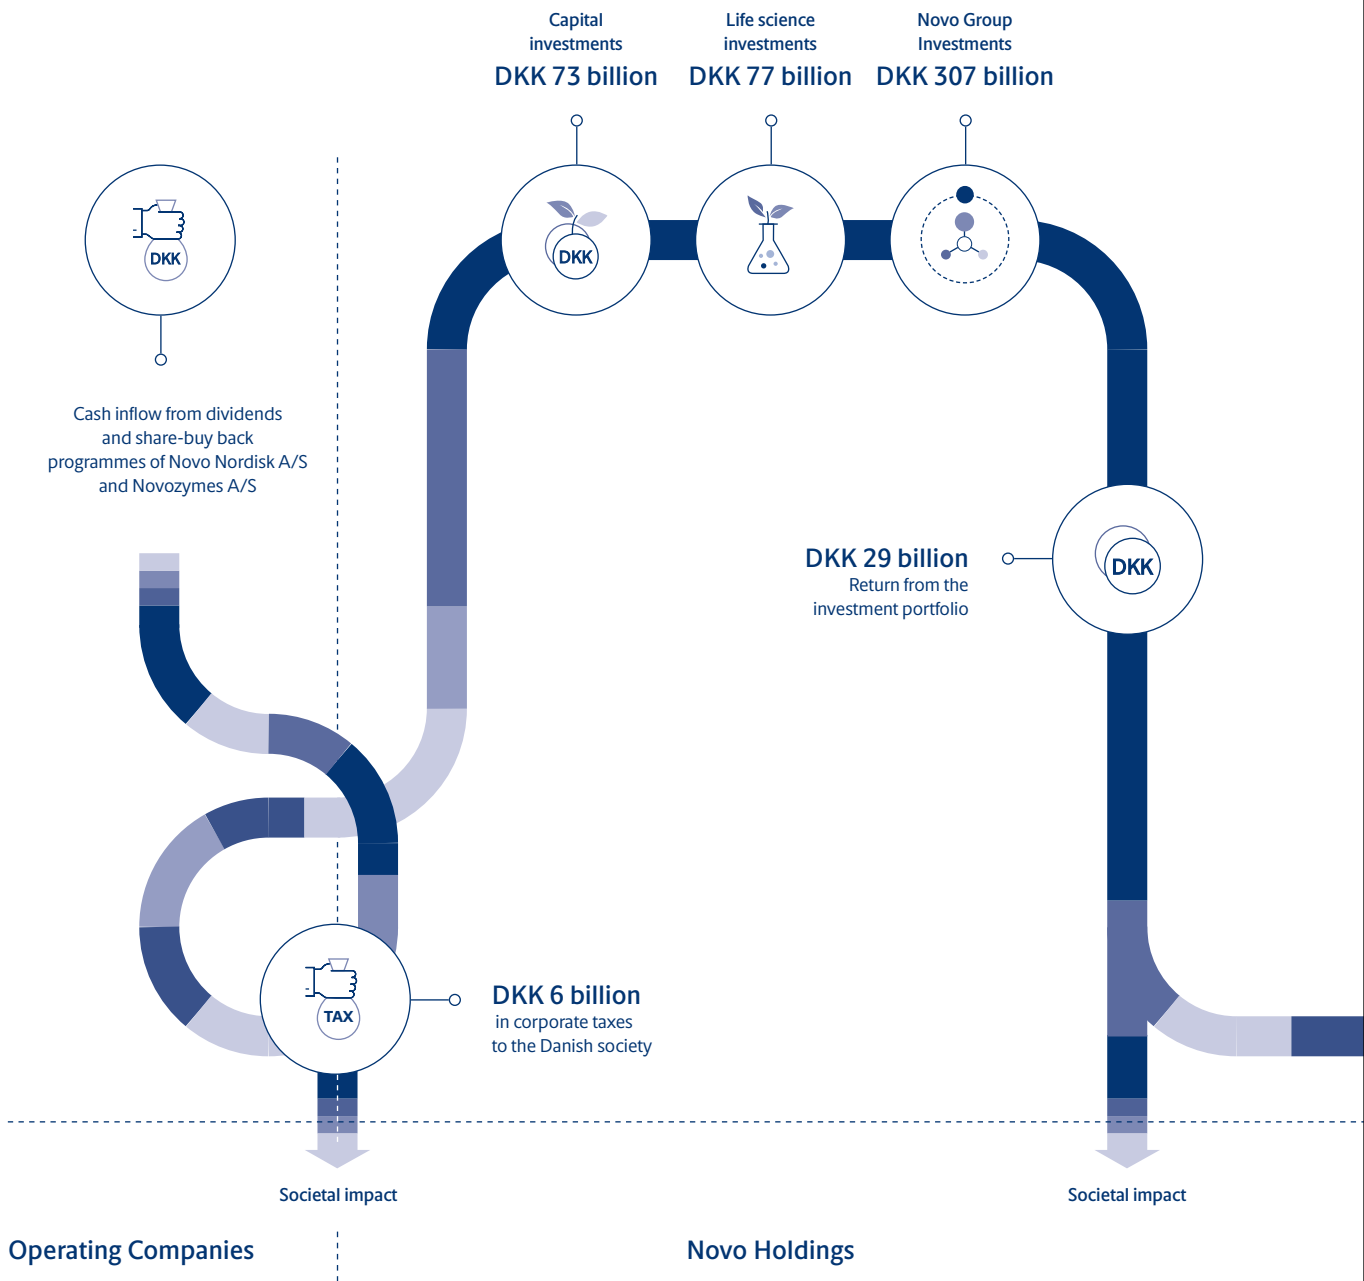 Capital
investments
DKK 73 billion
Life science
investments
DKK 77 billion
Novo Group
Investments
DKK 307 billion
DKK
DKK
Cash inflow from dividends
and share-buy back
programmes of Novo Nordisk A/S
and Novozymes A/S
DKK 29 billion
Return from the
investment portfolio
DKK
TAX
DKK 6 billion
in corporate taxes
to the Danish society
Societal impact
Societal impact
Operating Companies
Novo Holdings